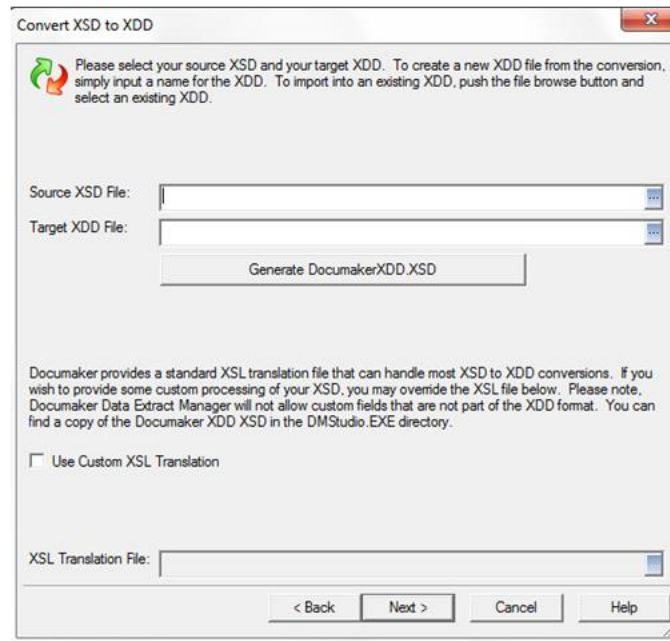 Convert XSD to XDD
Please select your source XSD and your target XDD. To create a new XDD file from the conversion,
simply input a name for the XDD. To import into an existing XDD, push the file browse button and
select an existing XDD.
Source XSD File:
...
Target XDD File:
...
Generate DocumakerXDD.XSD
Documaker provides a standard XSL translation file that can handle most XSD to XDD conversions. If you
wish to provide some custom processing of your XSD, you may override the XSL file below. Please note,
Documaker Data Extract Manager will not allow custom fields that are not part of the XDD format. You can
find a copy of the Documaker XDD XSD in the DMStudio.EXE directory.
Use Custom XSL Translation
XSL Translation File:
...
< Back Next > Cancel Help